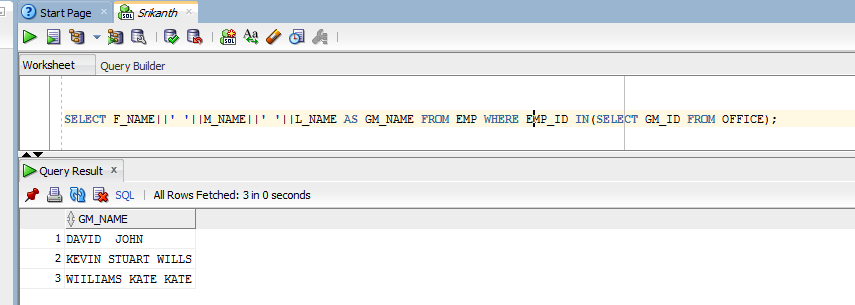 Start Page Srikanth
SQL
Worksheet Query Builder
SELECT F_NAME||' '||M_NAME||' '||L_NAME AS GM_NAME FROM EMP WHERE EMP_ID IN(SELECT GM_ID FROM OFFICE);
Query Result x
SQL | All Rows Fetched: 3 in 0 seconds
GM_NAME
1 DAVID  JOHN
2 KEVIN STUART WILLS
3 WIILIAMS KATE KATE